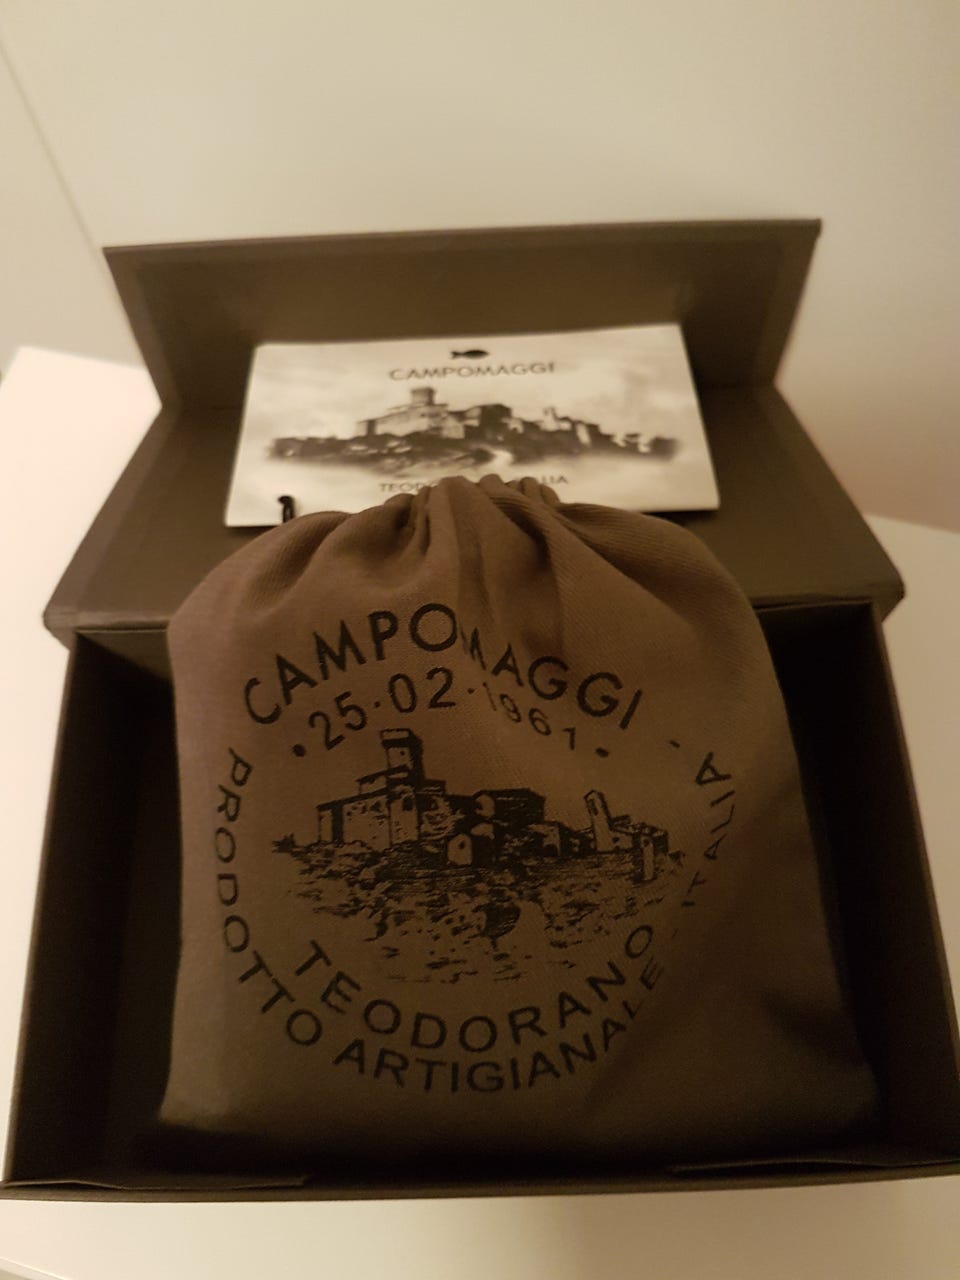 CAMPOMAGGI
CAMPOMAGGI
•25•02•1961•
TEODORANO
PRODOTTO ARTIGIANALE - ITALIA